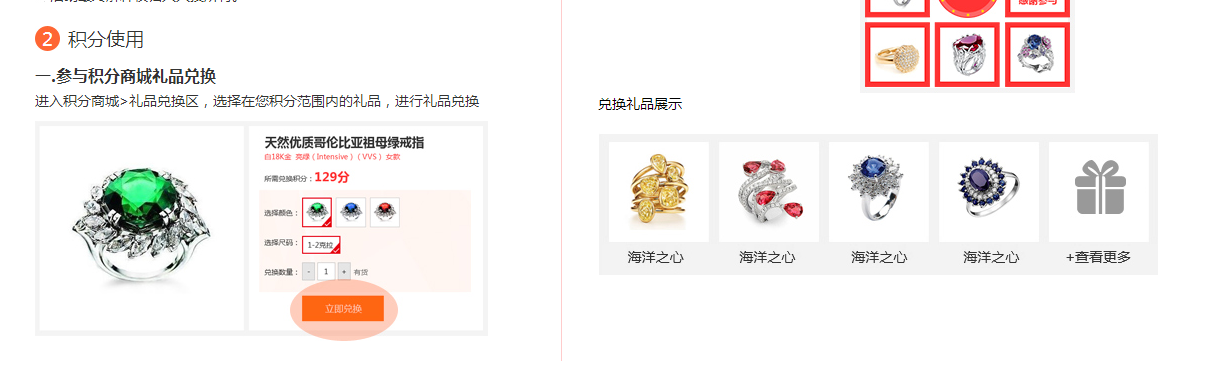 2 积分使用
一.参与积分商城礼品兑换
进入积分商城>礼品兑换区，选择在您积分范围内的礼品，进行礼品兑换
天然优质哥伦比亚祖母绿戒指
白18K金 亮绿（Intensive）（VVS） 女款
所需兑换积分：129分
选择颜色：
选择尺码： 1-2克拉
兑换数量： - 1 + 有货
立即兑换
感谢参与
兑换礼品展示
海洋之心 海洋之心 海洋之心 海洋之心 +查看更多